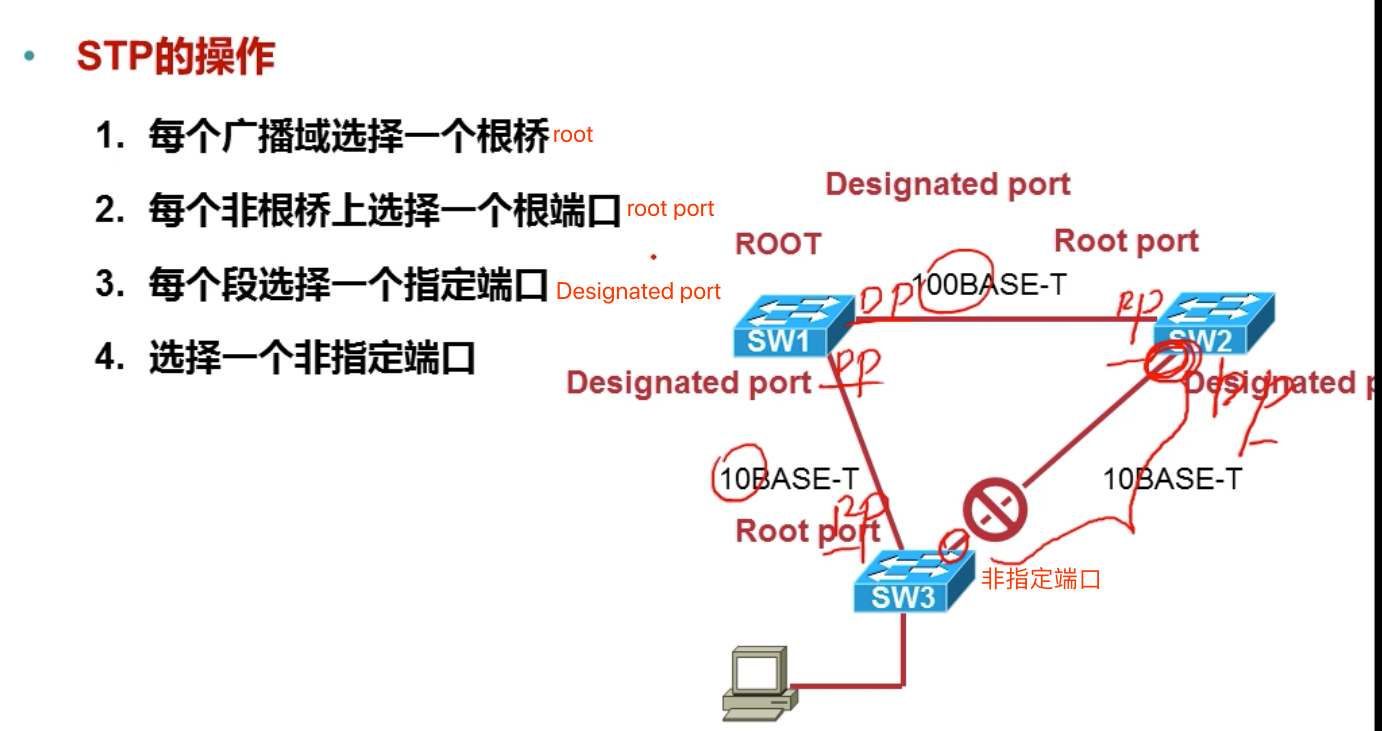 • STP的操作
1. 每个广播域选择一个根桥 root
2. 每个非根桥上选择一个根端口 root port
3. 每个段选择一个指定端口 Designated port
4. 选择一个非指定端口
Designated port
ROOT
Root port
100BASE-T
DP
RP
SW1
SW2
Designated port
DP
Designated p
DP
10BASE-T
10BASE-T
RP
Root port
非指定端口
SW3